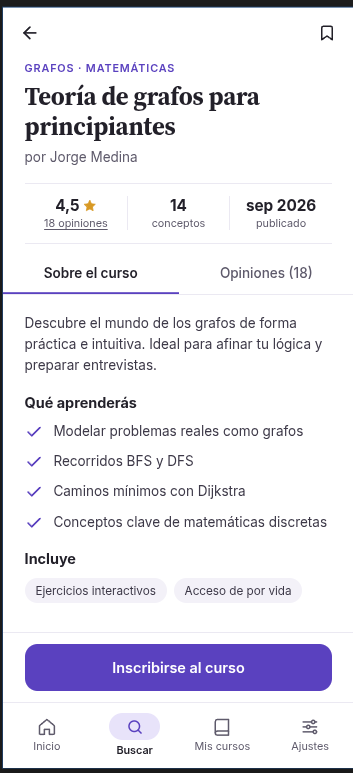 GRAFOS · MATEMÁTICAS
Teoría de grafos para
principiantes
por Jorge Medina
4,5 14 sep 2026
18 opiniones conceptos publicado
Sobre el curso Opiniones (18)
Descubre el mundo de los grafos de forma
práctica e intuitiva. Ideal para afinar tu lógica y
preparar entrevistas.
Qué aprenderás
Modelar problemas reales como grafos
Recorridos BFS y DFS
Caminos mínimos con Dijkstra
Conceptos clave de matemáticas discretas
Incluye
Ejercicios interactivos Acceso de por vida
Inscribirse al curso
Inicio Buscar Mis cursos Ajustes